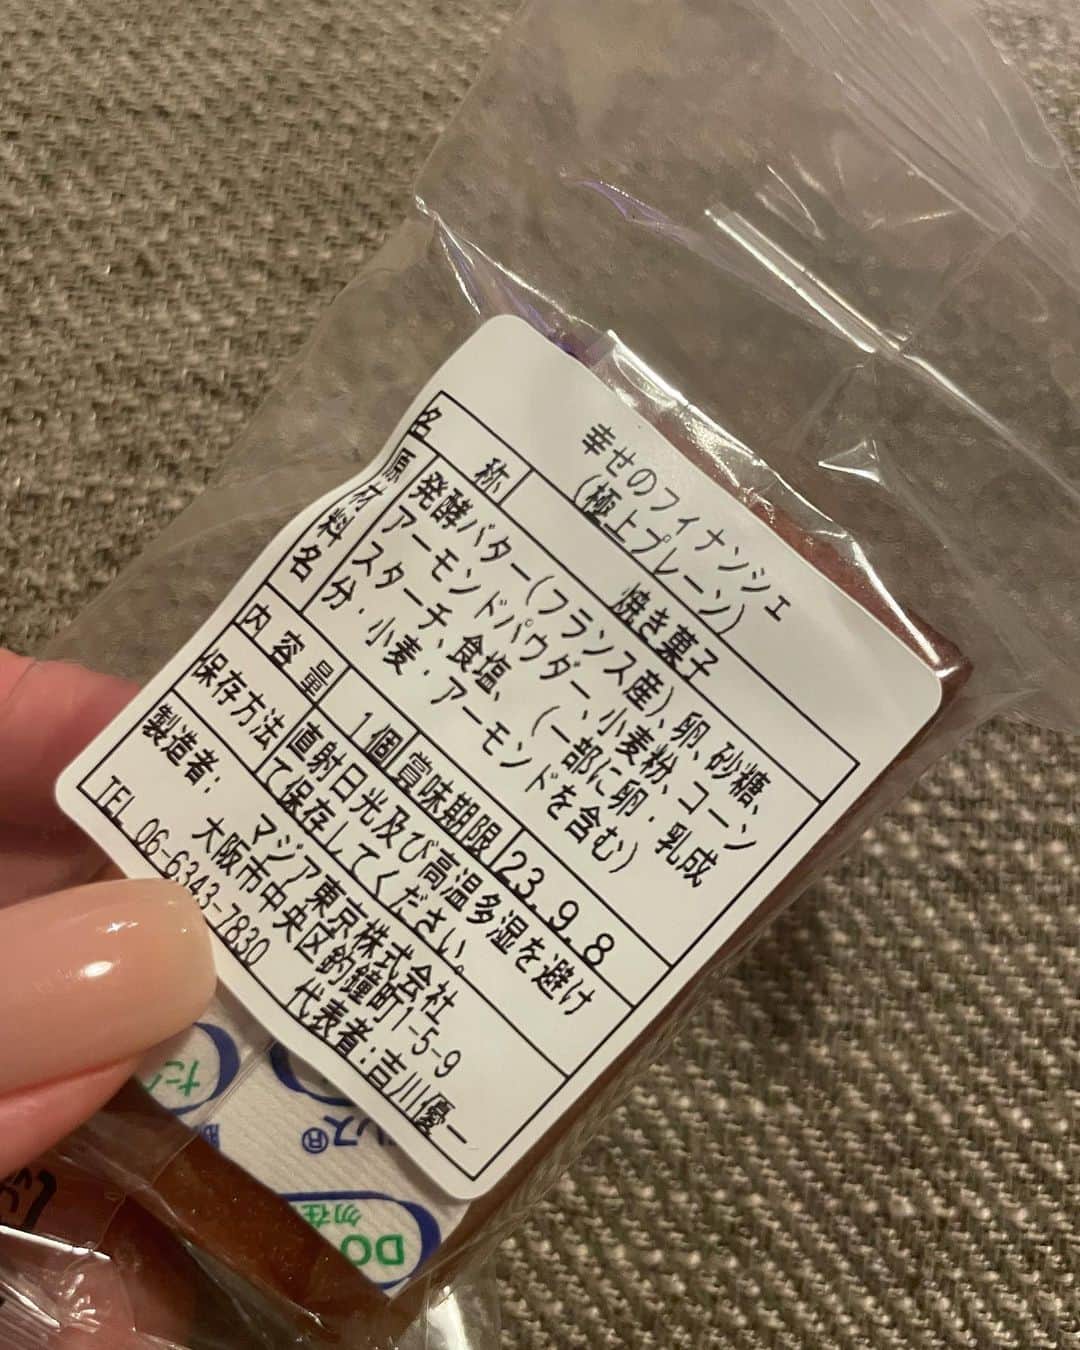 幸せのフィナンシェ
(極上プレーン)
名称 焼き菓子
原材料名 発酵バター(フランス産)、卵、砂糖、
アーモンドパウダー、小麦粉、コーン
スターチ、食塩、(一部に卵・乳成
分・小麦・アーモンドを含む)
内容量 1個 賞味期限 23.9.8
保存方法 直射日光及び高温多湿を避け
て保存してください。
製造者: マジア東京株式会社
大阪市中央区釣鐘町1-5-9
TEL 06-6343-7830 代表者:吉川優一
た
ルス®
勿在
DO